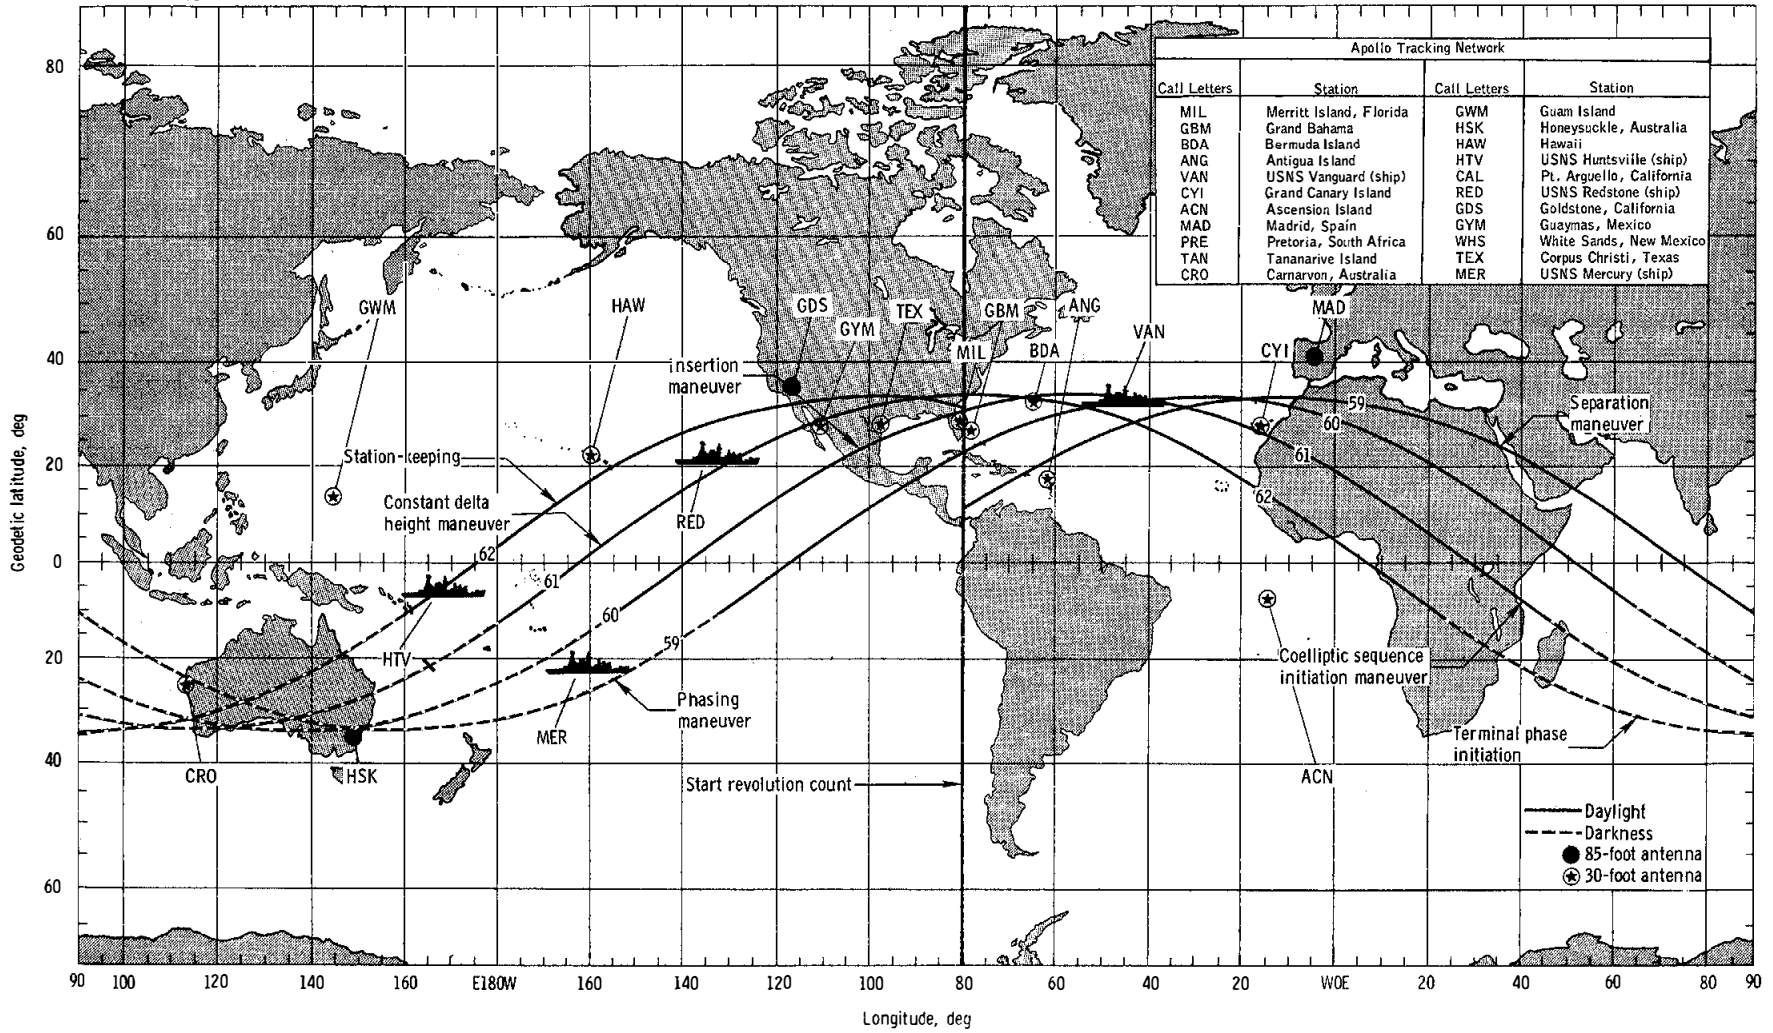 Apollo Tracking Network
Call Letters Station Call Letters Station
MIL Merritt Island, Florida GWM Guam Island
GBM Grand Bahama HSK Honeysuckle, Australia
BDA Bermuda Island HAW Hawaii
ANG Antigua Island HTV USNS Huntsville (ship)
VAN USNS Vanguard (ship) CAL Pt. Arguello, California
CYI Grand Canary Island RED USNS Redstone (ship)
ACN Ascension Island GDS Goldstone, California
MAD Madrid, Spain GYM Guaymas, Mexico
PRE Pretoria, South Africa WHS White Sands, New Mexico
TAN Tananarive Island TEX Corpus Christi, Texas
CRO Carnarvon, Australia MER USNS Mercury (ship)
80
60
40
20
0
20
40
60
Geodetic latitude, deg
GWM
HAW
GDS
GYM
TEX
MIL
GBM
BDA
ANG
VAN
CYI
MAD
Insertion
maneuver
Separation
maneuver
59
60
61
62
Station-keeping
Constant delta
height maneuver
RED
62
61
60
59
HTV
MER
Phasing
maneuver
Coelliptic sequence
initiation maneuver
Terminal phase
initiation
CRO
HSK
Start revolution count
ACN
Daylight
Darkness
85-foot antenna
30-foot antenna
90 100 120 140 160 E180W 160 140 120 100 80 60 40 20 W0E 20 40 60 80 90
Longitude, deg